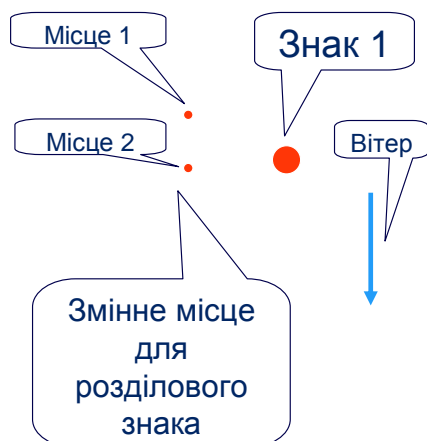 Місце 1
Знак 1
Місце 2
Вітер
Змінне місце
для
розділового
знака